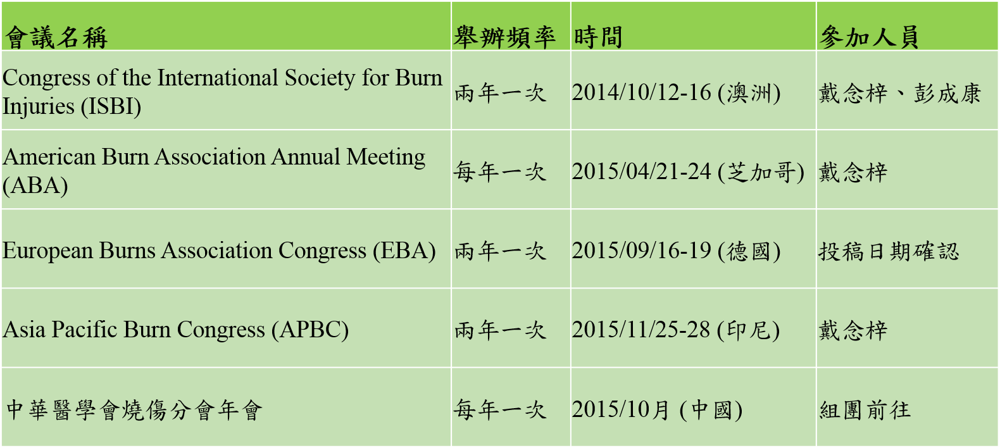 會議名稱 舉辦頻率 時間 參加人員
Congress of the International Society for Burn
Injuries (ISBI) 兩年一次 2014/10/12-16 (澳洲) 戴念梓、彭成康
American Burn Association Annual Meeting
(ABA) 每年一次 2015/04/21-24 (芝加哥) 戴念梓
European Burns Association Congress (EBA) 兩年一次 2015/09/16-19 (德國) 投稿日期確認
Asia Pacific Burn Congress (APBC) 兩年一次 2015/11/25-28 (印尼) 戴念梓
中華醫學會燒傷分會年會 每年一次 2015/10月 (中國) 組團前往